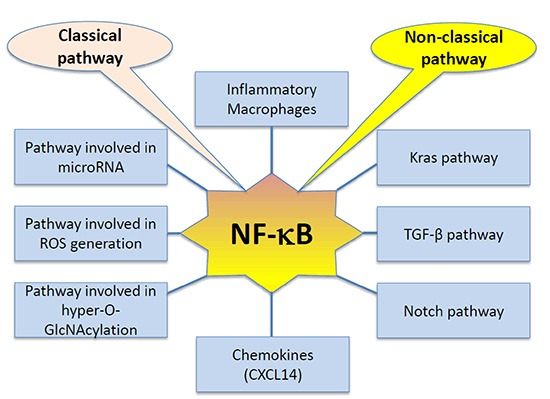 Classical
pathway
Non-classical
pathway
Inflammatory
Macrophages
Pathway involved in
microRNA
Kras pathway
Pathway involved in
ROS generation
NF-κB
TGF-β pathway
Pathway involved in
hyper-O-
GlcNAcylation
Notch pathway
Chemokines
(CXCL14)